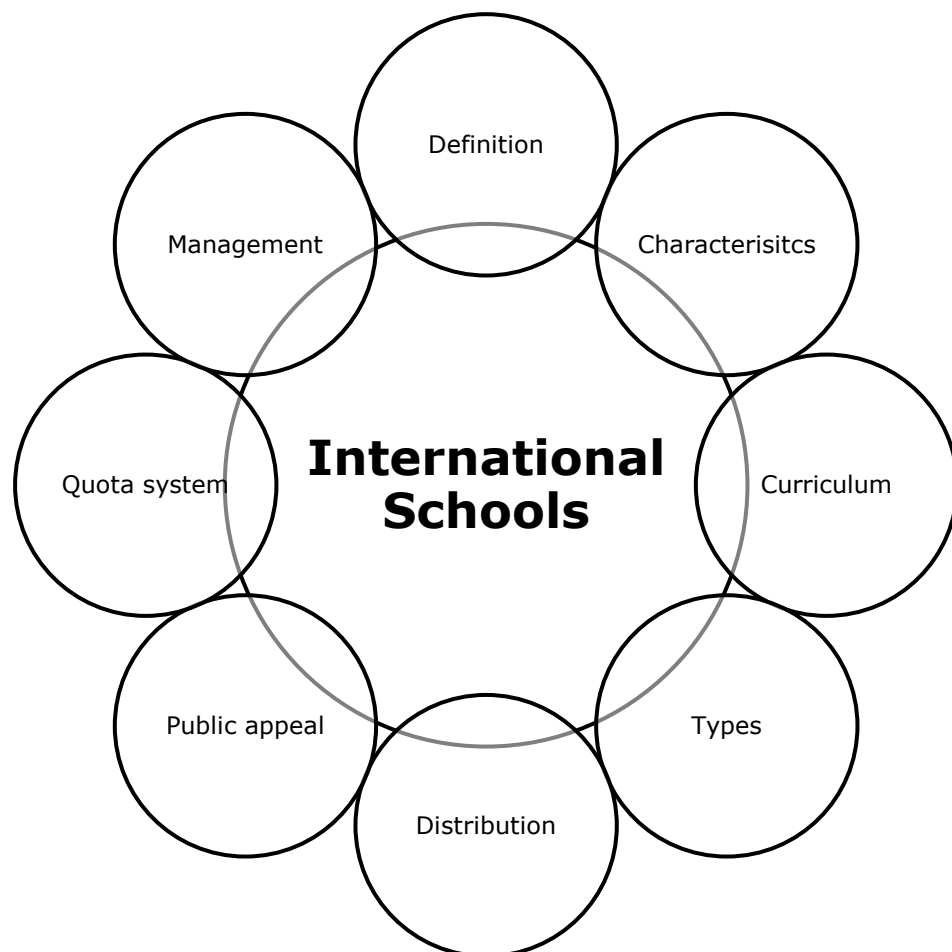 Definition
Management
Characterisitcs
International
Schools
Quota system
Curriculum
Public appeal
Types
Distribution